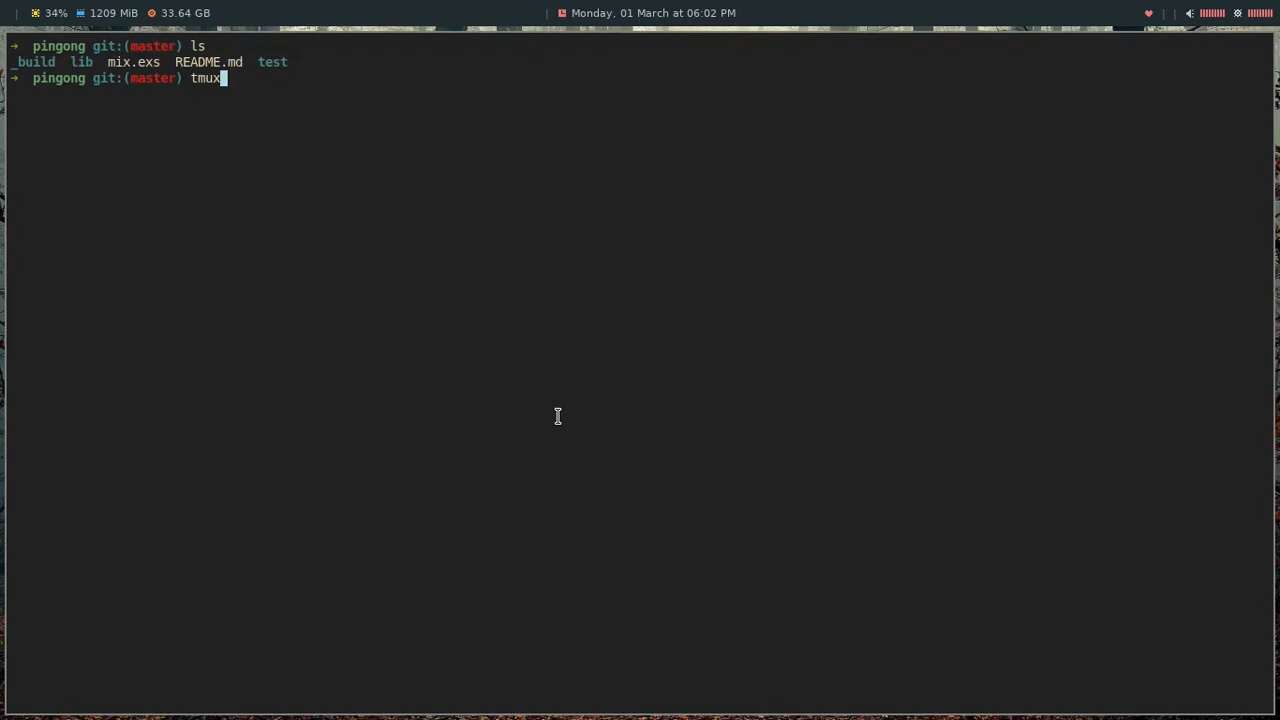 34% 1209 MiB 33.64 GB Monday, 01 March at 06:02 PM
→ pingong git:(master) ls
_build lib mix.exs README.md test
→ pingong git:(master) tmux